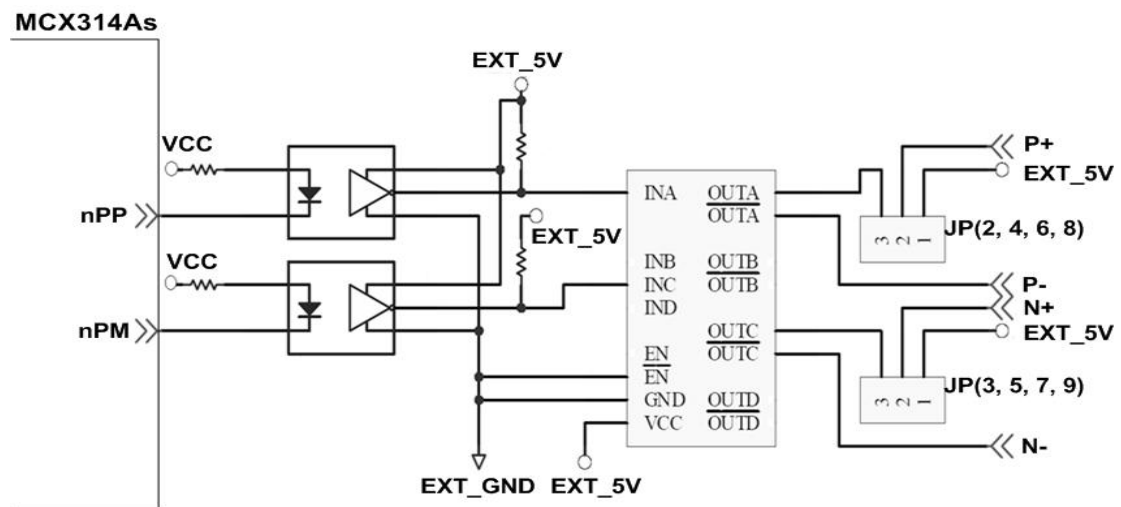 MCX314As
EXT_5V
VCC
P+
EXT_5V
INA OUTA
nPP
OUTA
3 2 1
JP(2, 4, 6, 8)
EXT_5V
VCC
INB OUTB
INC OUTB
P-
IND
N+
nPM
OUTC
EXT_5V
EN OUTC
EN
JP(3, 5, 7, 9)
GND OUTD
3 2 1
VCC OUTD
N-
EXT_GND EXT_5V